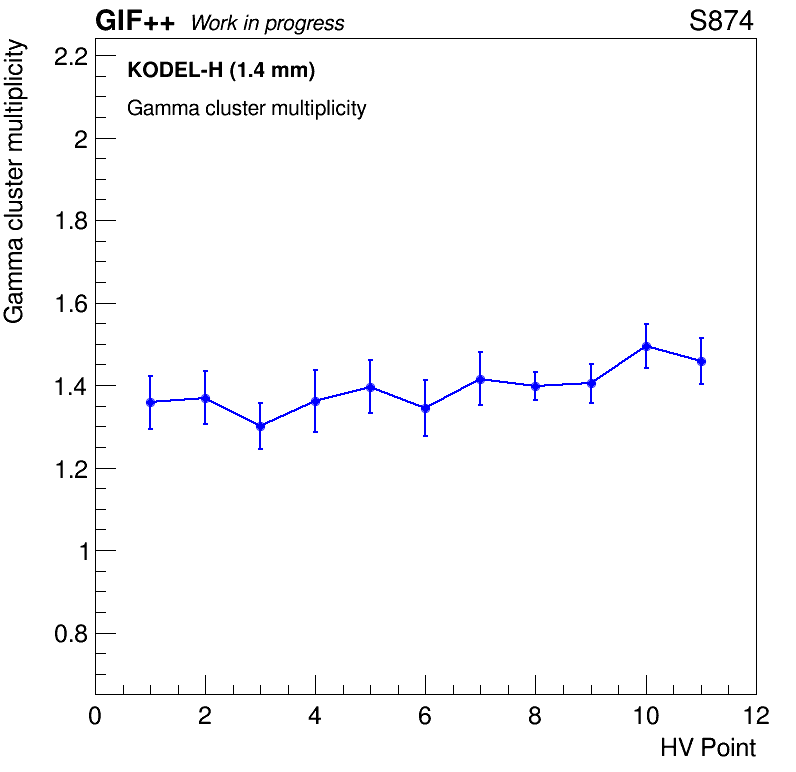 GIF++ Work in progress S874
Gamma cluster multiplicity
KODEL-H (1.4 mm)
Gamma cluster multiplicity
2.2
2
1.8
1.6
1.4
1.2
1
0.8
0 2 4 6 8 10 12
HV Point